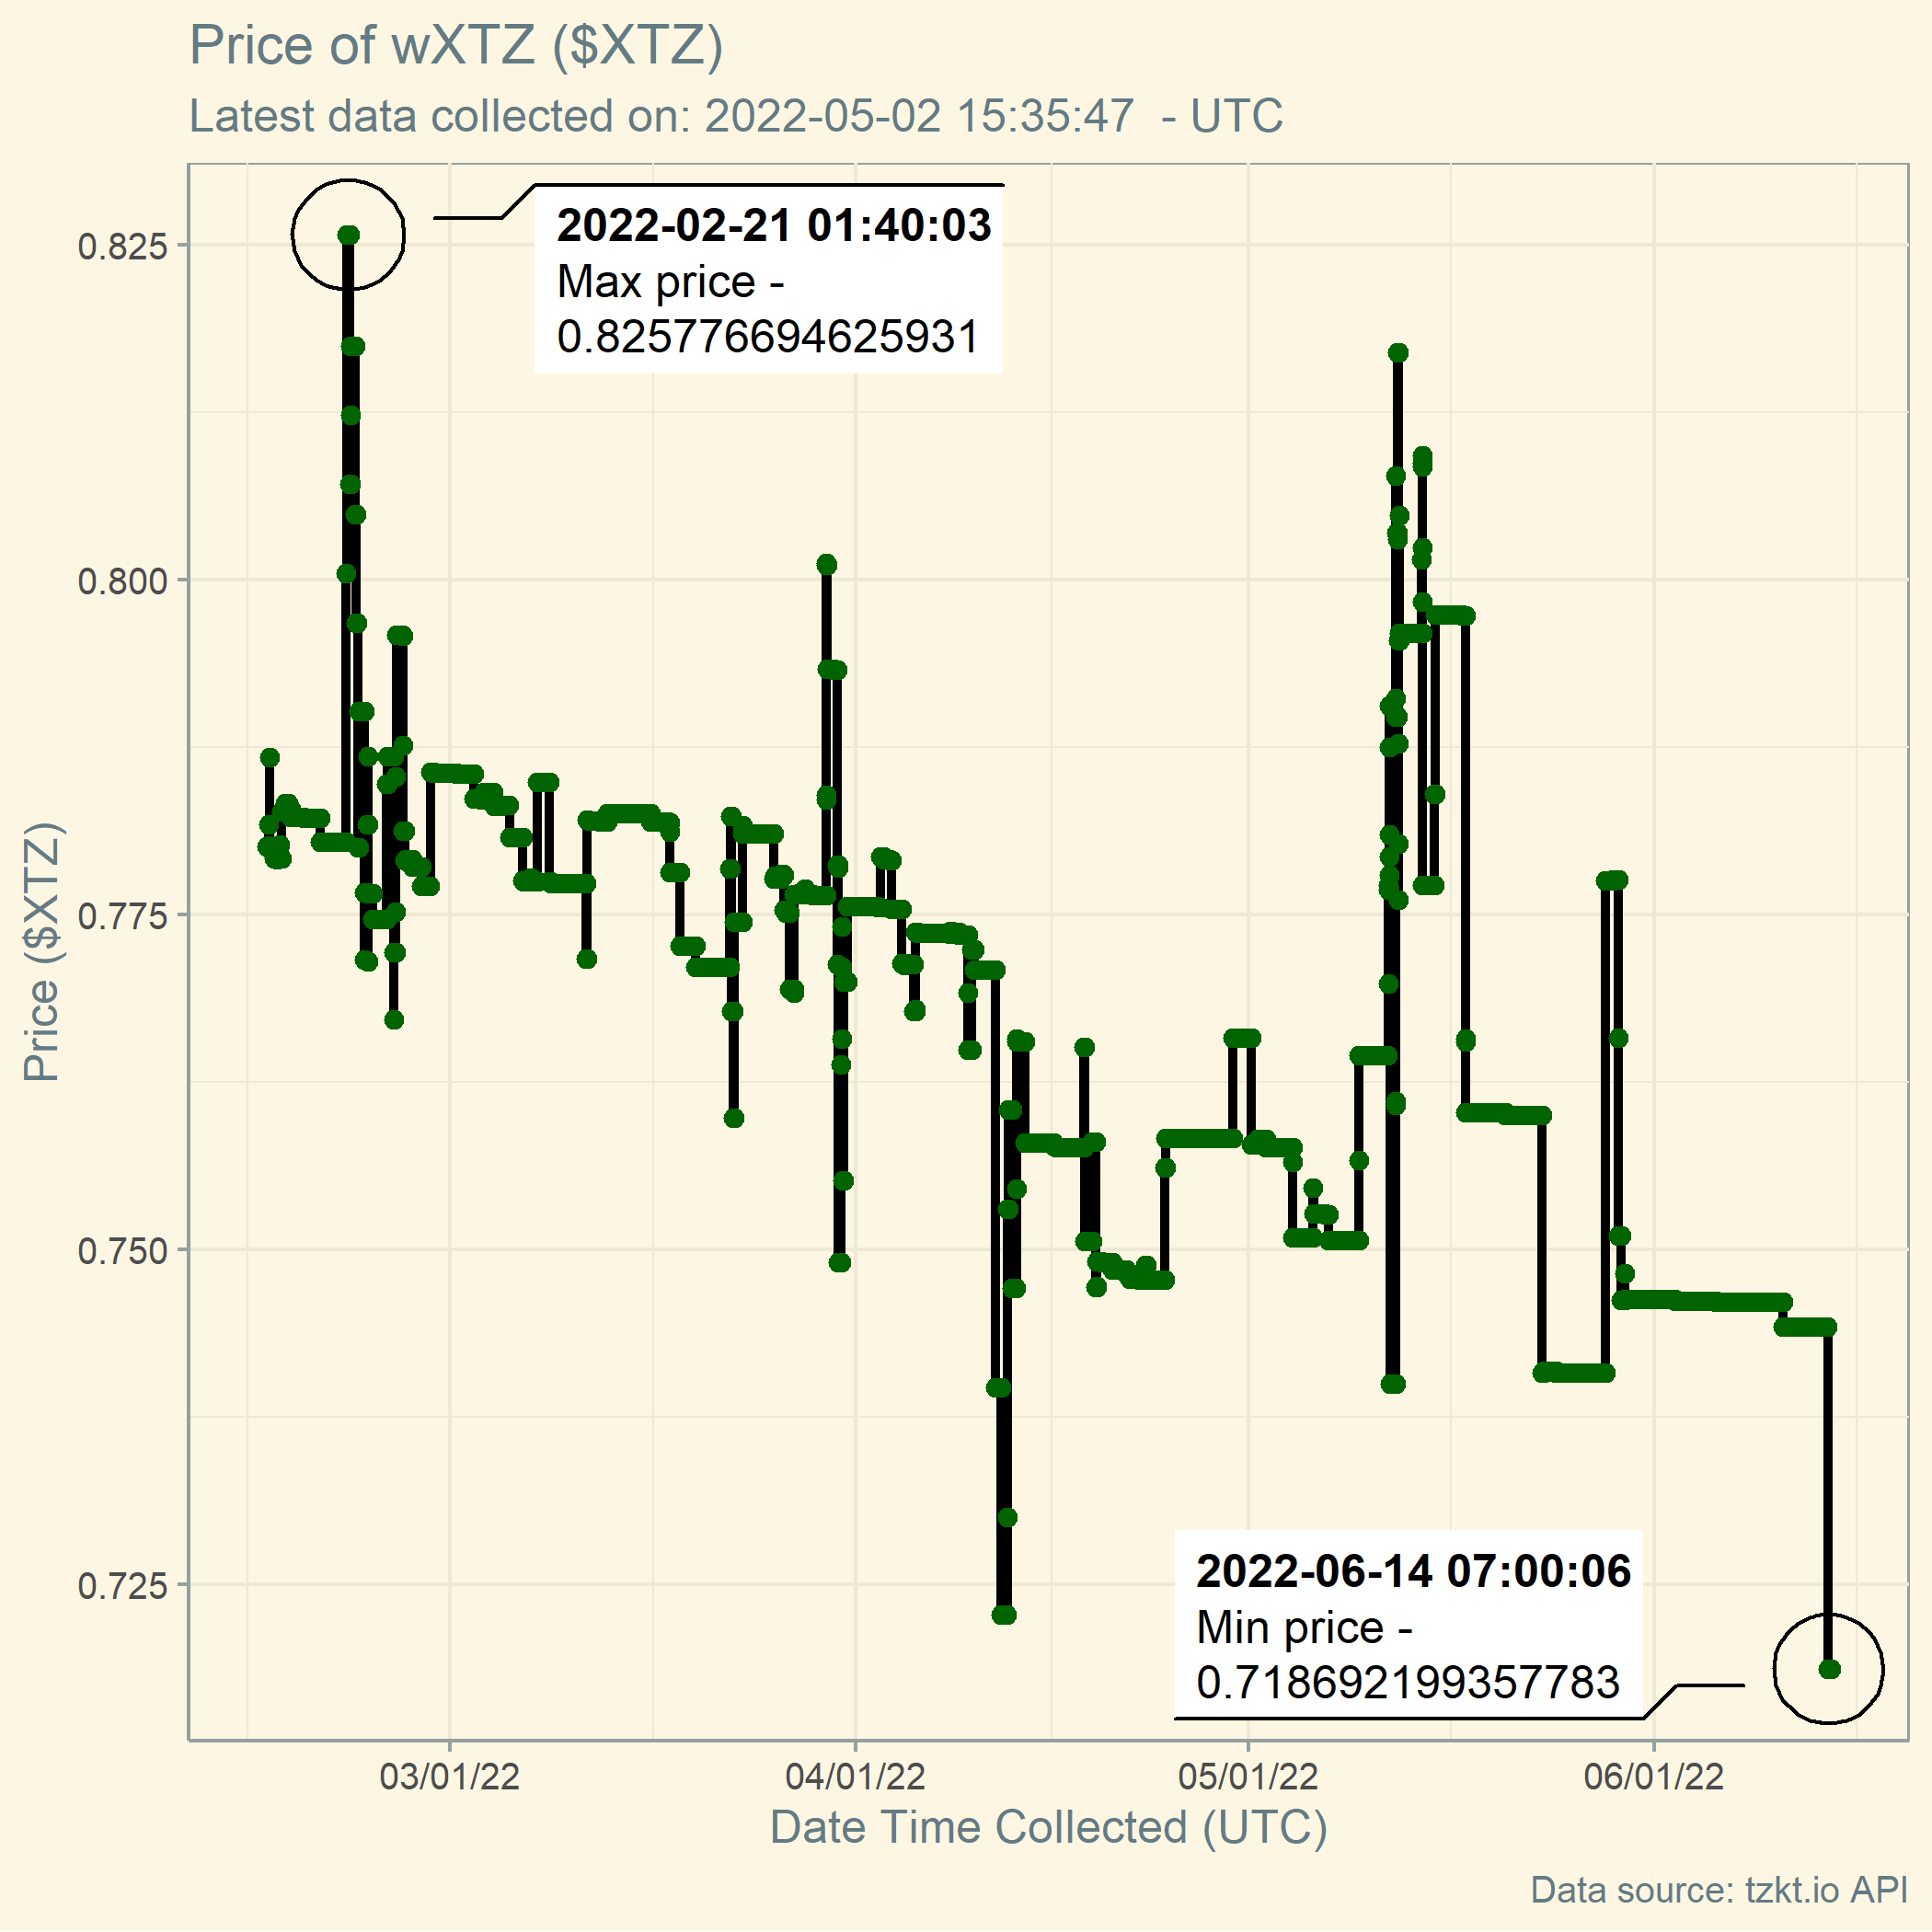 Price of wXTZ ($XTZ)
Latest data collected on: 2022-05-02 15:35:47  - UTC
2022-02-21 01:40:03
Max price -
0.825776694625931
0.825
0.800
0.775
0.750
0.725
Price ($XTZ)
2022-06-14 07:00:06
Min price -
0.718692199357783
03/01/22
04/01/22
05/01/22
06/01/22
Date Time Collected (UTC)
Data source: tzkt.io API